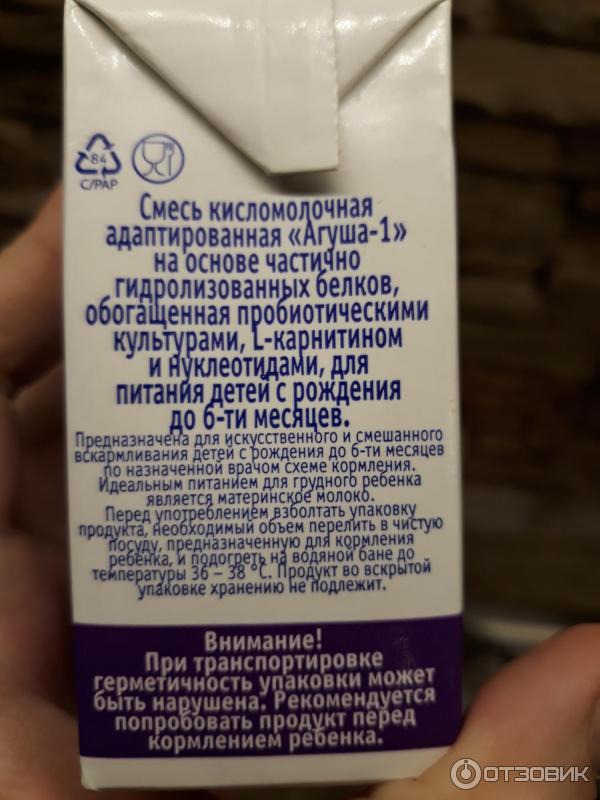 84
C/PAP
Смесь кисломолочная
адаптированная «Агуша-1»
на основе частично
гидролизованных белков,
обогащенная пробиотическими
культурами, L-карнитином
и нуклеотидами, для
питания детей с рождения
до 6-ти месяцев.
Предназначена для искусственного и смешанного
вскармливания детей с рождения до 6-ти месяцев
по назначенной врачом схеме кормления.
Идеальным питанием для грудного ребенка
является материнское молоко.
Перед употреблением взболтать упаковку
продукта, необходимый объем перелить в чистую
посуду, предназначенную для кормления
ребенка, и подогреть на водяной бане до
температуры 36 – 38 °С. Продукт во вскрытой
упаковке хранению не подлежит.
Внимание!
При транспортировке
герметичность упаковки может
быть нарушена. Рекомендуется
попробовать продукт перед
кормлением ребенка.
ОТЗОВИК